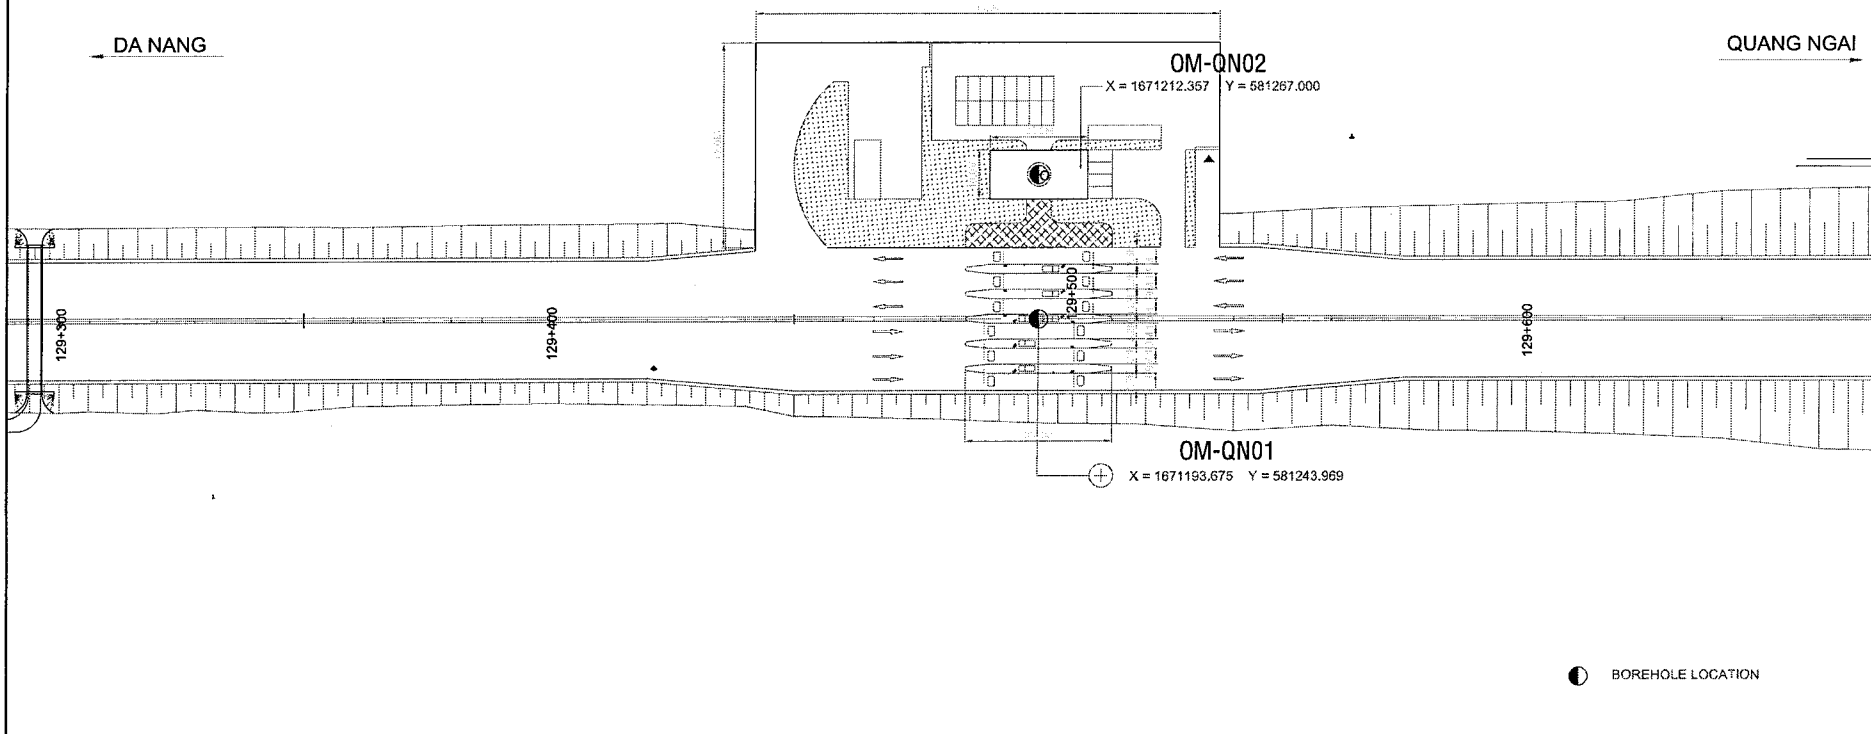 DA NANG
QUANG NGAI
OM-QN02
X = 1671212.357 Y = 581267.000
129+300
129+400
129+500
129+600
OM-QN01
X = 1671193.675 Y = 581243.969
BOREHOLE LOCATION